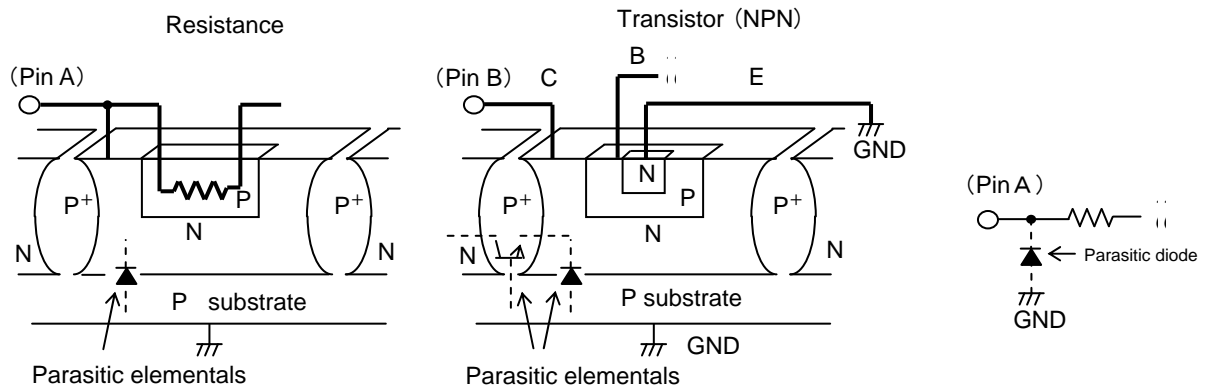 Resistance
(Pin A)
P+
P
P+
N
N
N
P substrate
Parasitic elementals
Transistor (NPN)
(Pin B)
C
B
E
GND
N
P+
P
P+
N
N
N
P substrate
GND
Parasitic elementals
(Pin A)
Parasitic diode
GND